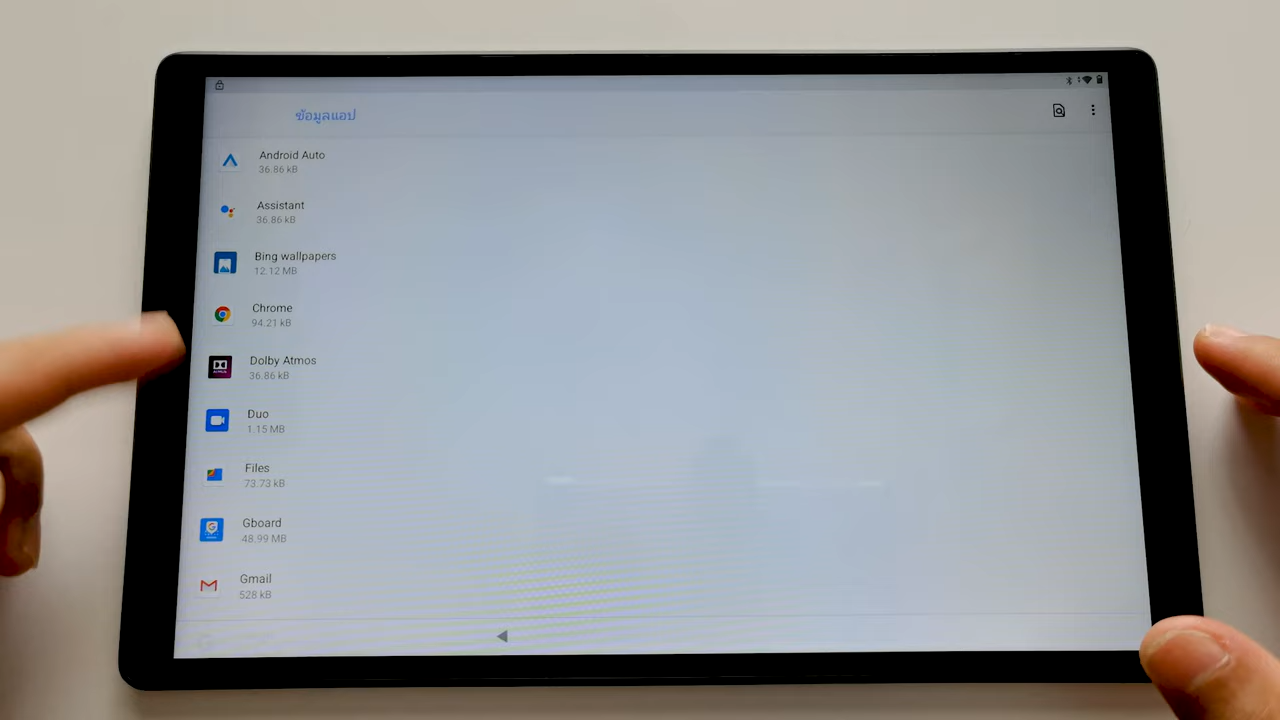 ข้อมูลแอป
Android Auto
36.86 kB
Assistant
36.86 kB
Bing wallpapers
12.12 MB
Chrome
94.21 kB
Dolby Atmos
36.86 kB
Duo
1.15 MB
Files
73.73 kB
Gboard
48.99 MB
Gmail
528 kB